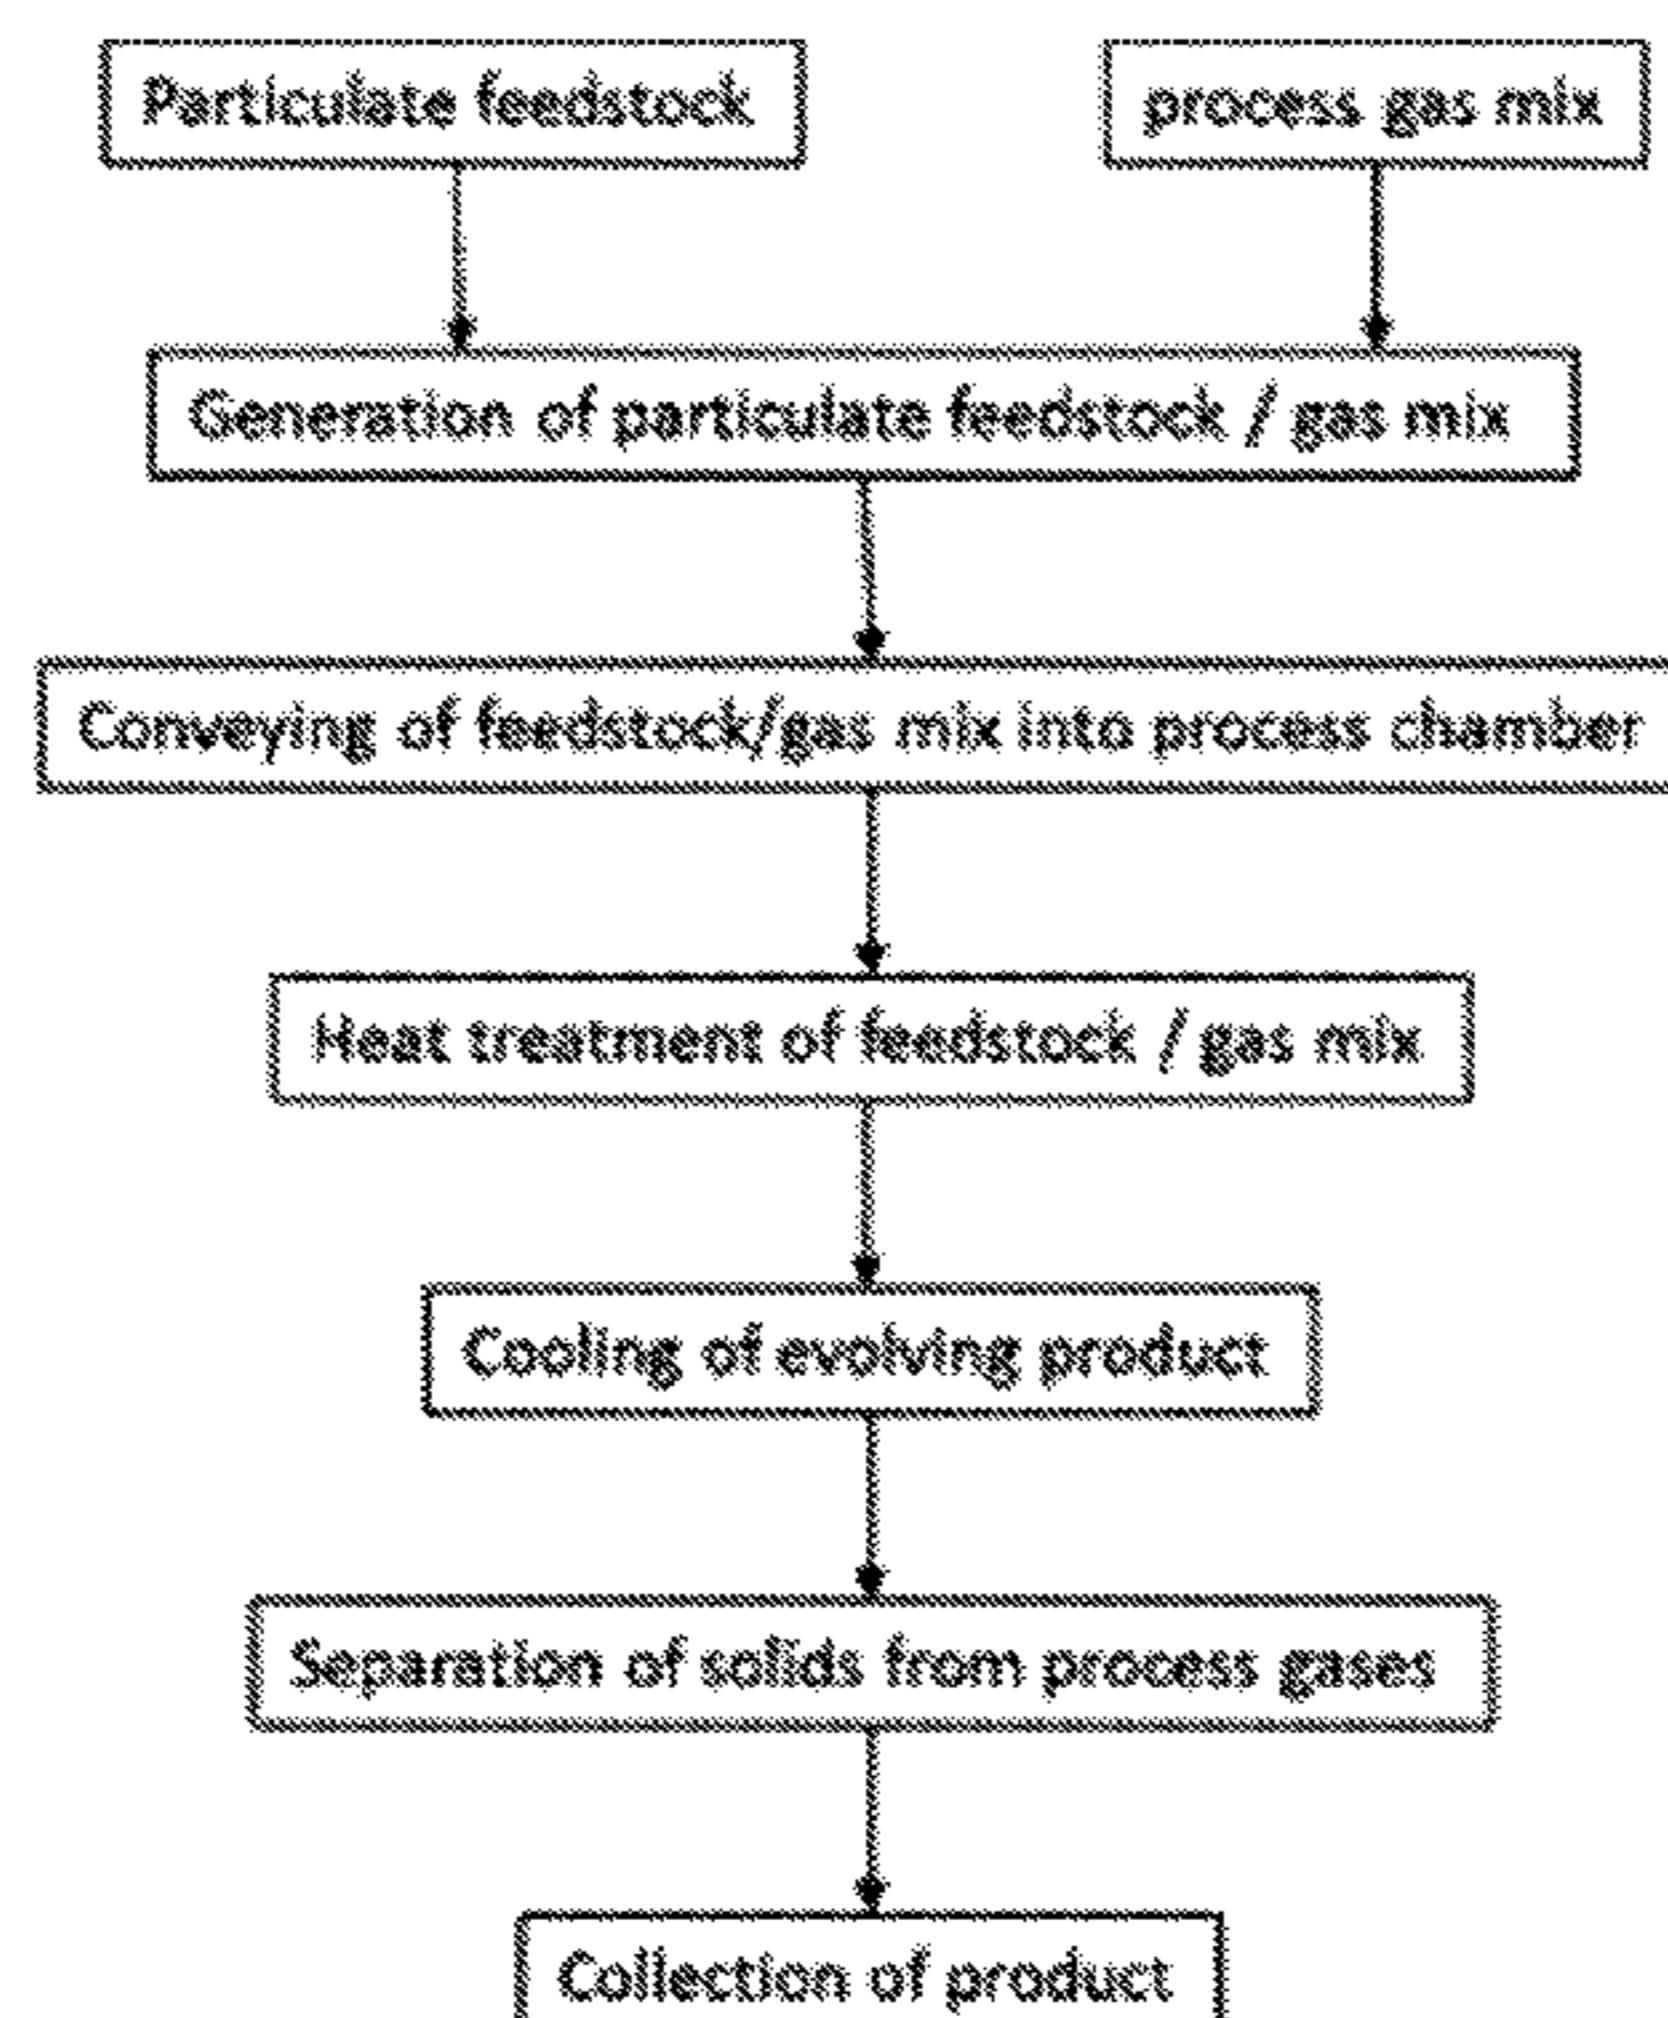 Particulate feedstock
process gas mix
Generation of particulate feedstock / gas mix
Conveying of feedstock/gas mix into process chamber
Heat treatment of feedstock / gas mix
Cooling of evolving product
Separation of solids from process gases
Collection of product